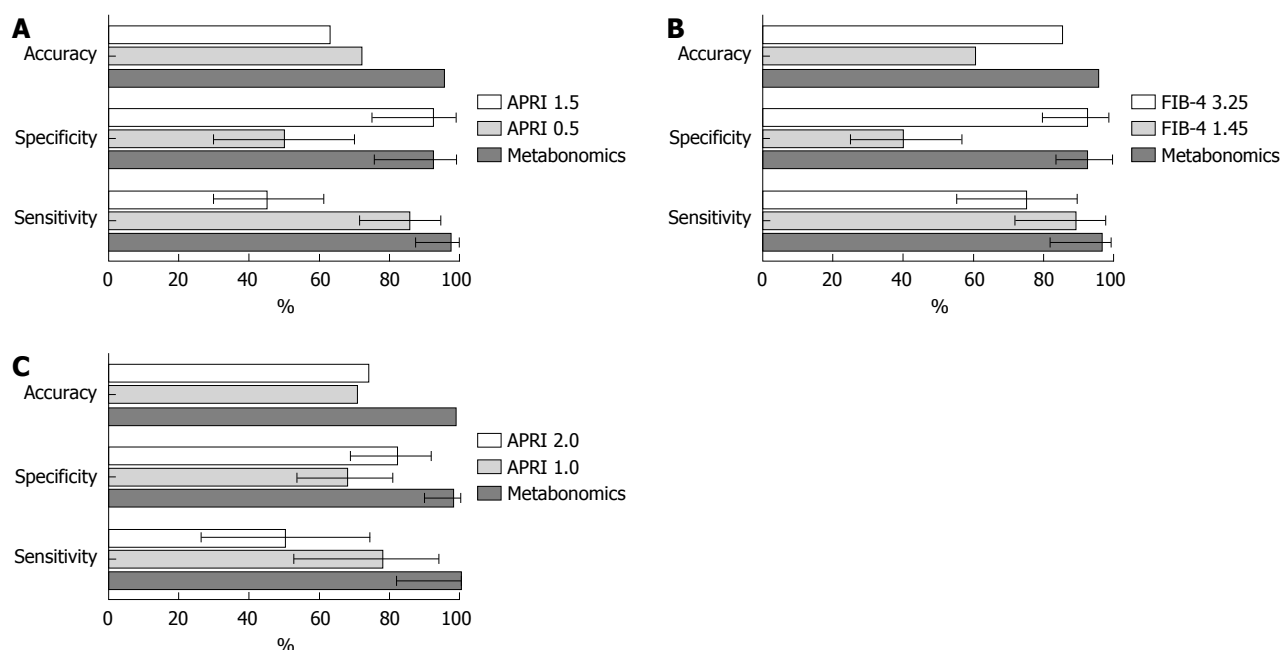 A
Accuracy
Specificity
Sensitivity
APRI 1.5
APRI 0.5
Metabonomics
0 20 40 60 80 100
%
B
Accuracy
Specificity
Sensitivity
FIB-4 3.25
FIB-4 1.45
Metabonomics
0 20 40 60 80 100
%
C
Accuracy
Specificity
Sensitivity
APRI 2.0
APRI 1.0
Metabonomics
0 20 40 60 80 100
%